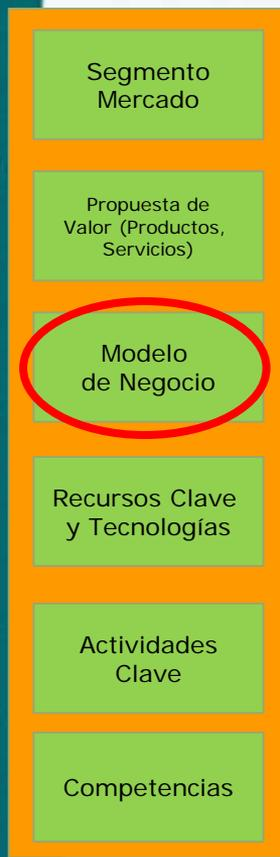 Segmento
Mercado
Propuesta de
Valor (Productos,
Servicios)
Modelo
de Negocio
Recursos Clave
y Tecnologías
Actividades
Clave
Competencias